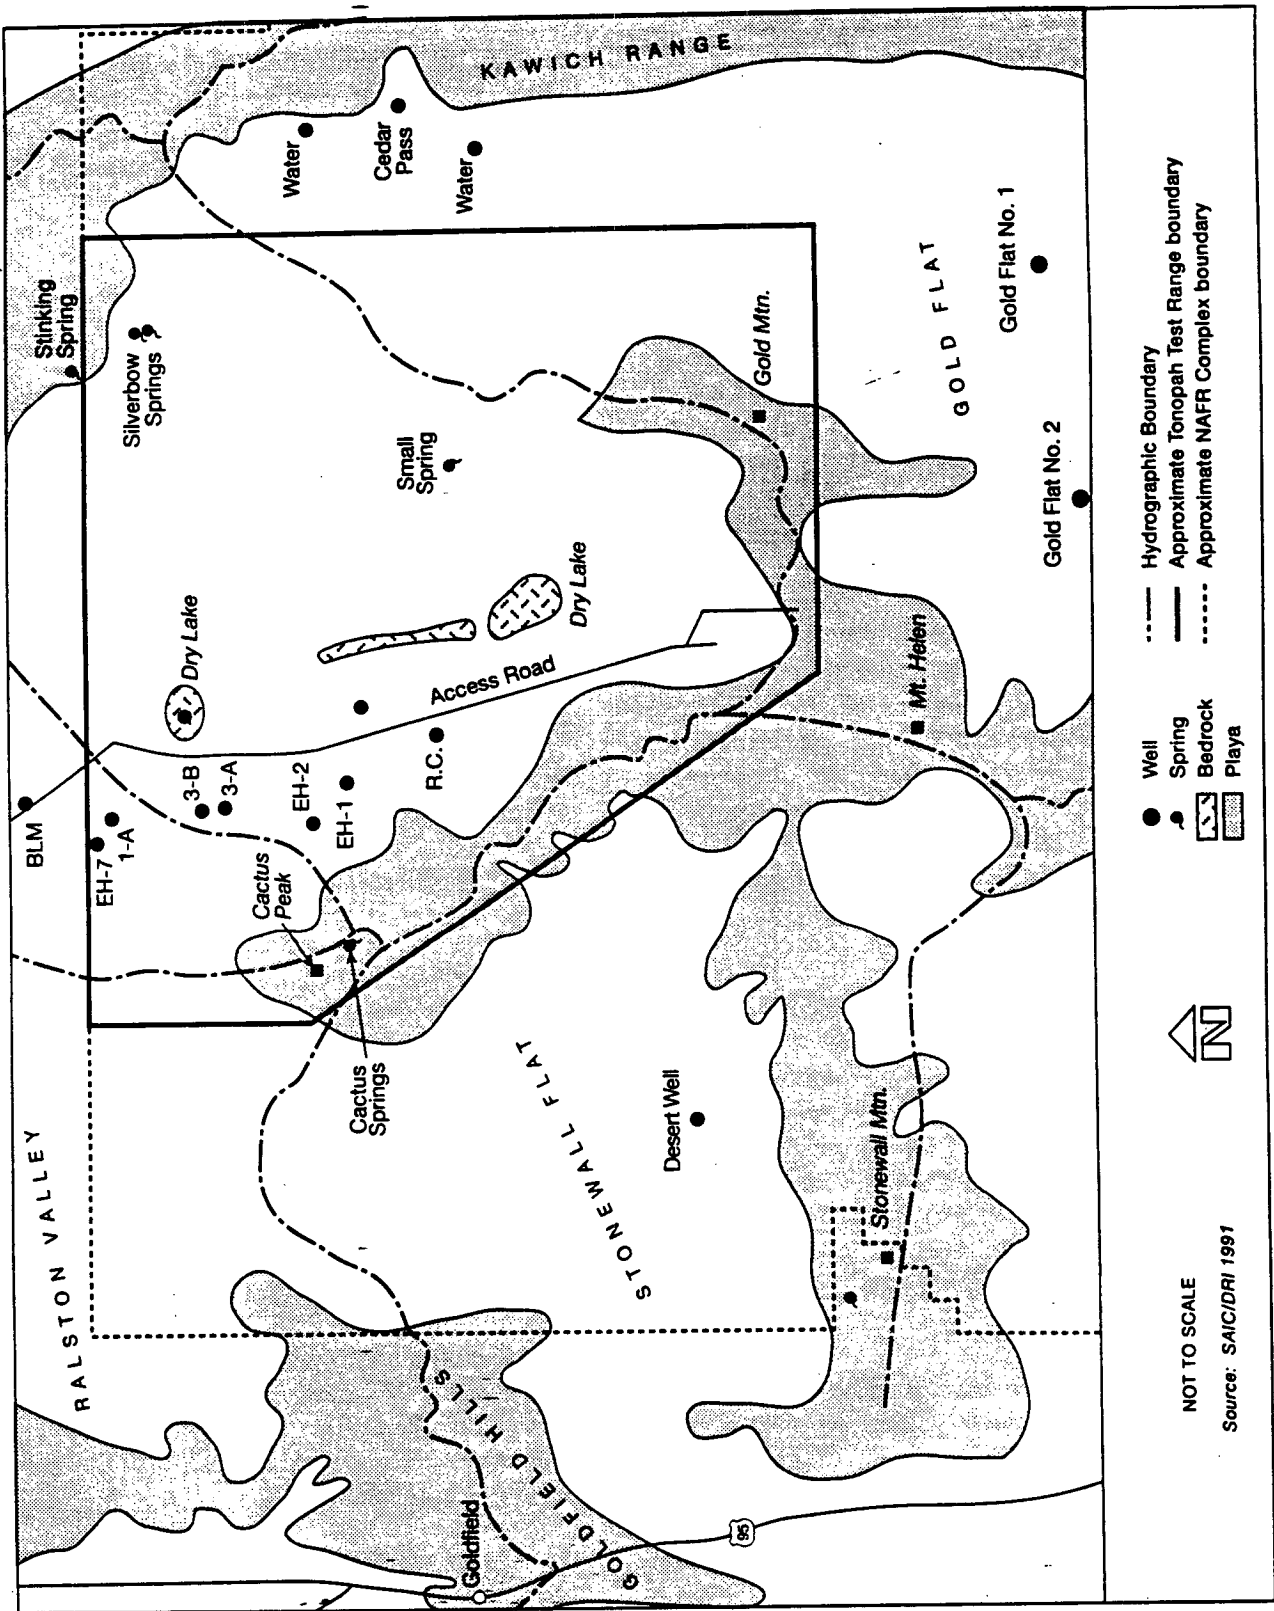 KAWICH RANGE
Stinking
Spring
Water
Cedar
Pass
Water
Silverbow
Springs
Small
Spring
Gold Mtn.
GOLD FLAT
Gold Flat No. 1
Gold Flat No. 2
Dry Lake
Dry Lake
Access Road
BLM
EH-7
1-A
3-B
3-A
EH-2
EH-1
R.C.
Cactus
Peak
Cactus
Springs
Mt. Helen
RALSTON VALLEY
STONEWALL FLAT
Desert Well
Stonewall Mtn.
GOLDFIELD HILLS
Goldfield
95
NOT TO SCALE
Source: SAIC/DRI 1991
N
Well
Spring
Bedrock
Playa
Hydrographic Boundary
Approximate Tonopah Test Range boundary
Approximate NAFR Complex boundary